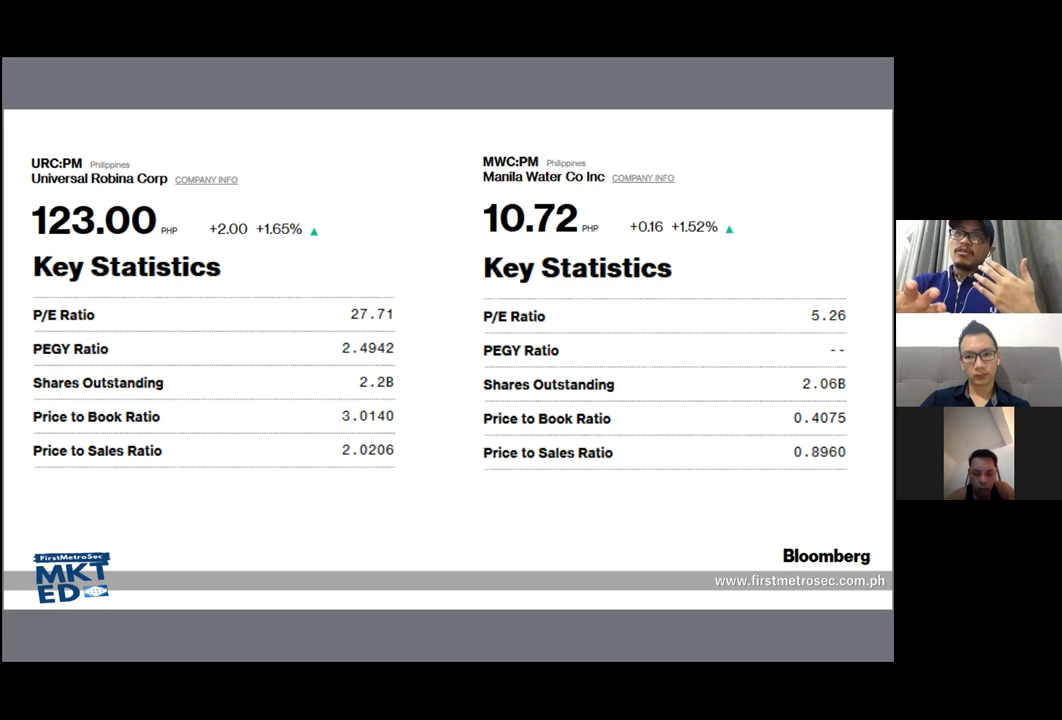 URC:PM Philippines
Universal Robina Corp COMPANY INFO
123.00 PHP +2.00 +1.65% ▲
Key Statistics
P/E Ratio 27.71
PEGY Ratio 2.4942
Shares Outstanding 2.2B
Price to Book Ratio 3.0140
Price to Sales Ratio 2.0206
MWC:PM Philippines
Manila Water Co Inc COMPANY INFO
10.72 PHP +0.16 +1.52% ▲
Key Statistics
P/E Ratio 5.26
PEGY Ratio --
Shares Outstanding 2.06B
Price to Book Ratio 0.4075
Price to Sales Ratio 0.8960
FirstMetroSec
MKT
ED
Bloomberg
www.firstmetrosec.com.ph